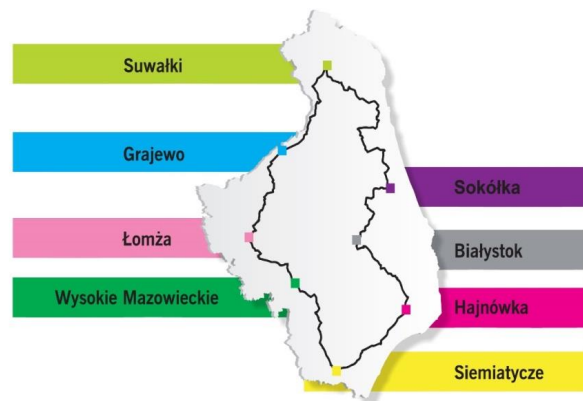 Suwałki
Grajewo
Łomża
Wysokie Mazowieckie
Sokółka
Białystok
Hajnówka
Siemiatycze